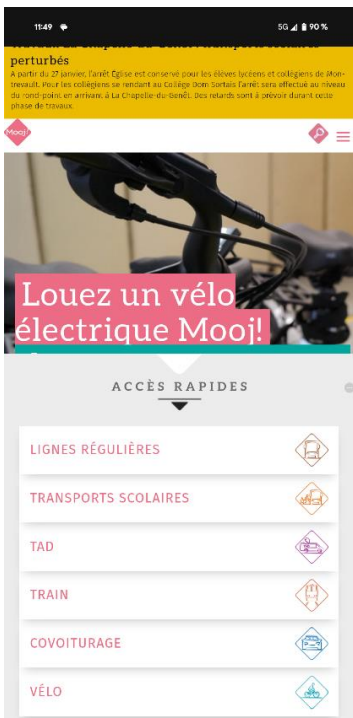 11:49
5G 90 %
perturbés
A partir du 27 janvier, l'arrêt Église est conservé pour les élèves lycéens et collégiens de Mon-
trevault. Pour les collégiens se rendant au Collège Dom Sortais l'arrêt sera effectué au niveau
du rond-point en arrivant à La Chapelle-du-Genêt. Des retards sont à prévoir durant cette
phase de travaux.
Mooj!
Louez un vélo
électrique Mooj!
ACCÈS RAPIDES
LIGNES RÉGULIÈRES
TRANSPORTS SCOLAIRES
TAD
TRAIN
COVOITURAGE
VÉLO